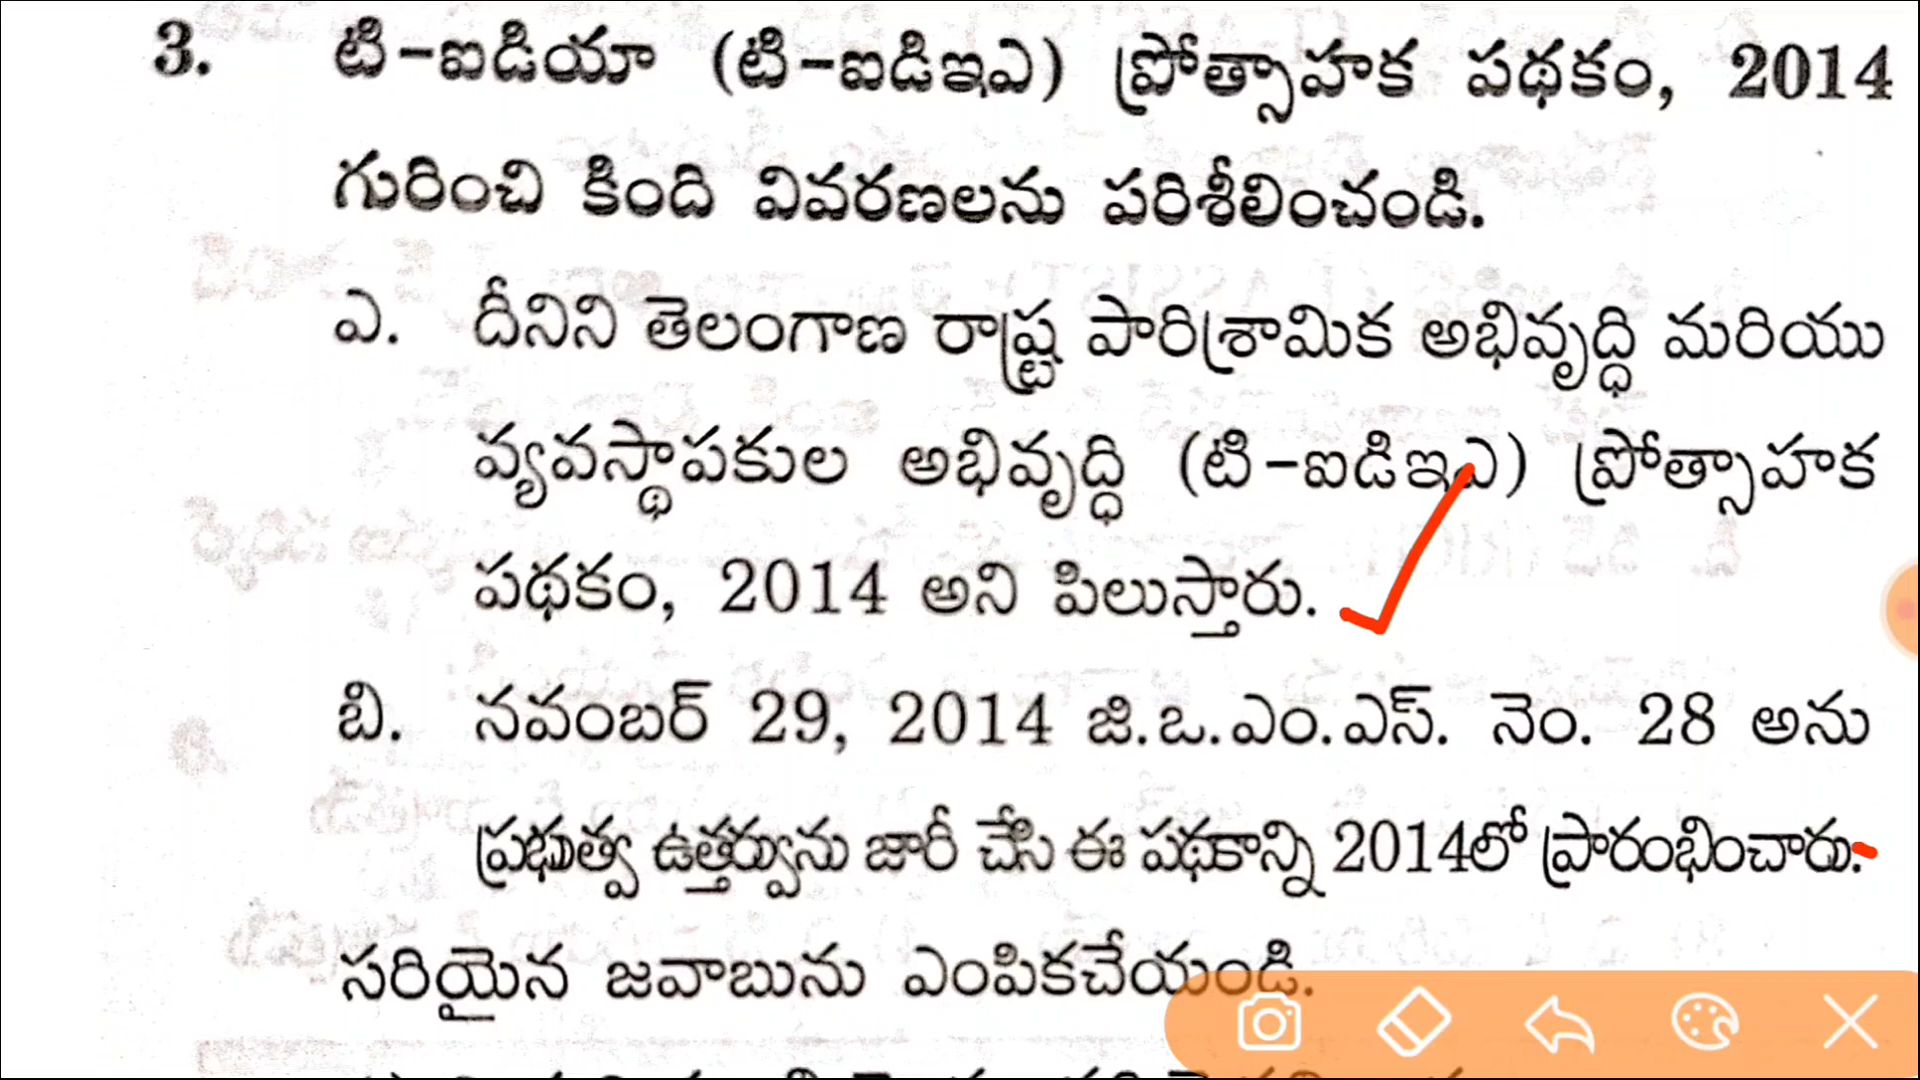 3. టి-ఐడియా (టి-ఐడిఇఎ) ప్రోత్సాహక పథకం, 2014
గురించి కింది వివరణలను పరిశీలించండి.
ఎ. దీనిని తెలంగాణ రాష్ట్ర పారిశ్రామిక అభివృద్ధి మరియు
వ్యవస్థాపకుల అభివృద్ధి (టి-ఐడిఇఎ) ప్రోత్సాహక
పథకం, 2014 అని పిలుస్తారు.
బి. నవంబర్ 29, 2014 జి.ఒ.ఎం.ఎస్. నెం. 28 అను
ప్రభుత్వ ఉత్తర్వును జారీ చేసి ఈ పథకాన్ని 2014లో ప్రారంభించారు.
సరియైన జవాబును ఎంపికచేయండి.